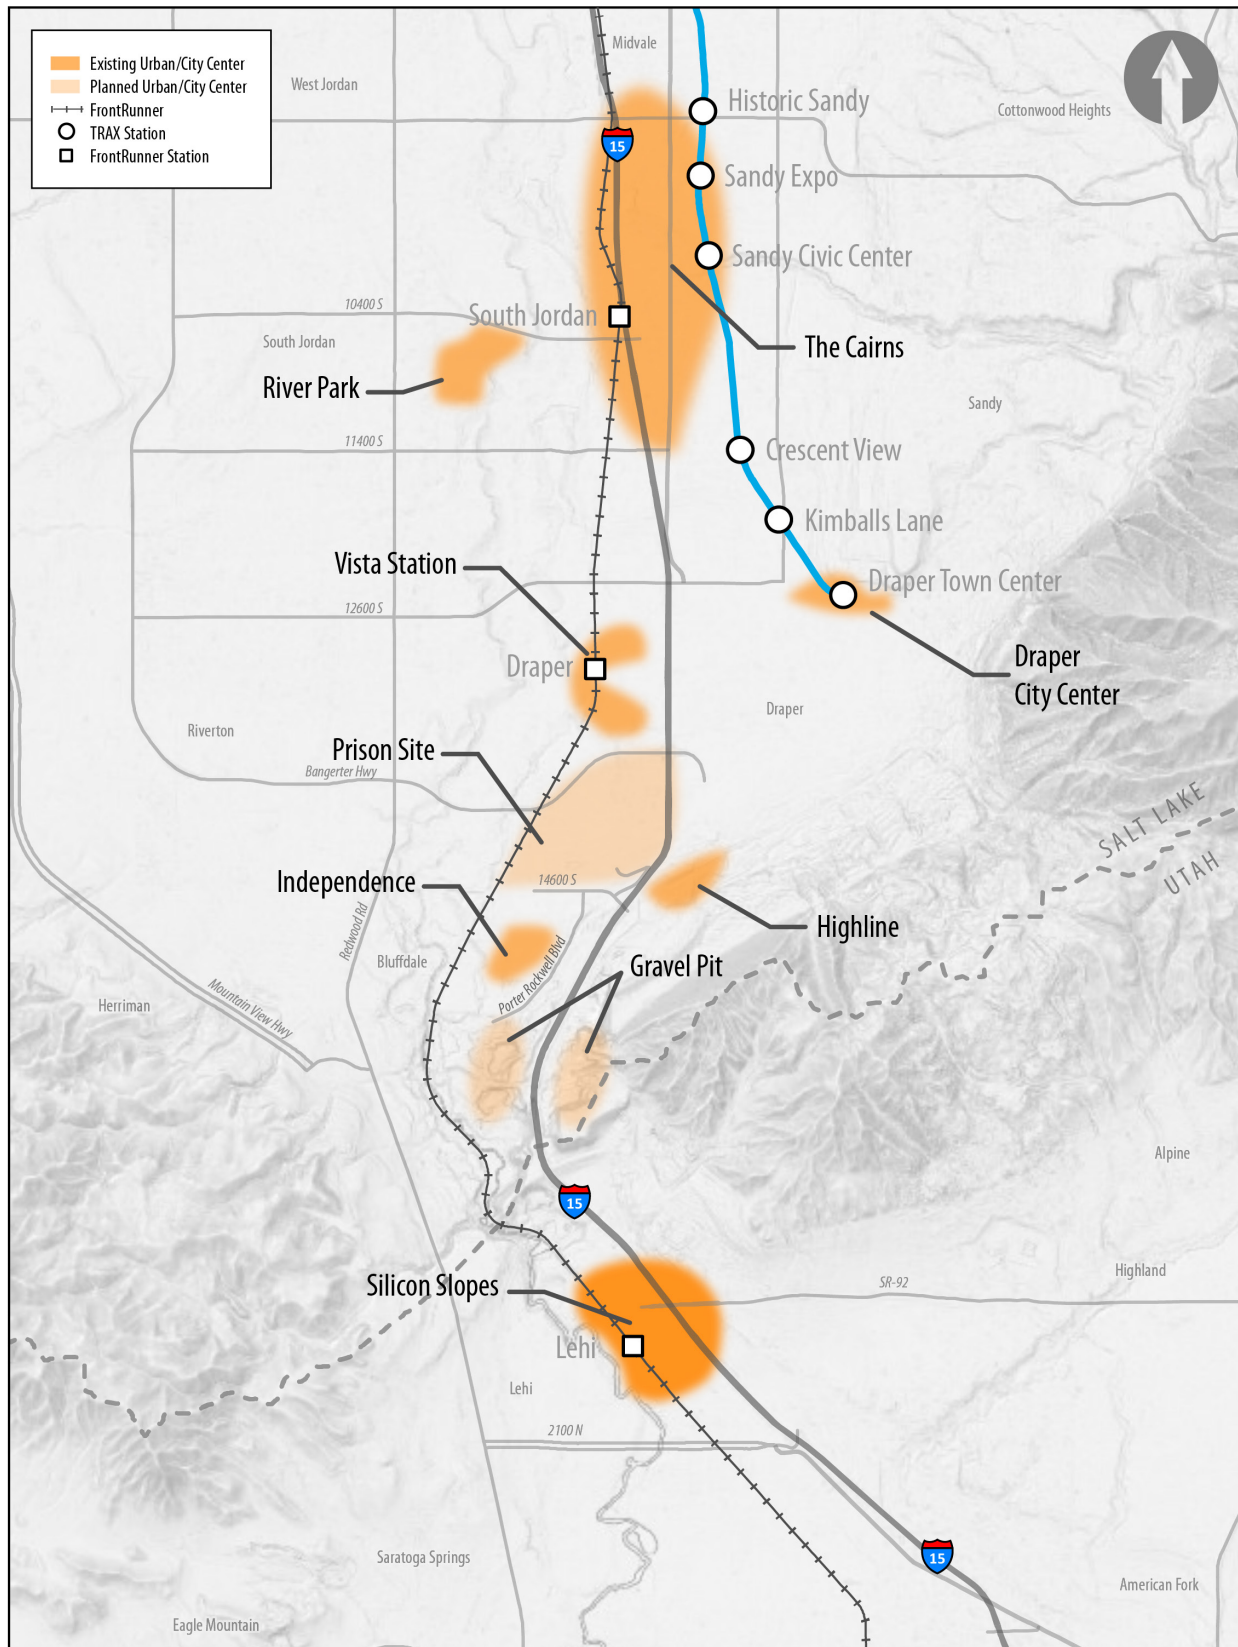 Existing Urban/City Center
Planned Urban/City Center
FrontRunner
TRAX Station
FrontRunner Station
Midvale
West Jordan
Historic Sandy
Cottonwood Heights
15
Sandy Expo
Sandy Civic Center
10400 S
South Jordan
South Jordan
The Cairns
River Park
Sandy
11400 S
Crescent View
Kimballs Lane
Vista Station
Draper Town Center
12600 S
Draper
Draper
City Center
Draper
Riverton
Prison Site
Bangerter Hwy
SALT LAKE
UTAH
Independence
14600 S
Highline
Redwood Rd
Bluffdale
Porter Rockwell Blvd
Gravel Pit
Herriman
Mountain View Hwy
Alpine
15
Highland
Silicon Slopes
SR-92
Lehi
Lehi
2100 N
15
Saratoga Springs
American Fork
Eagle Mountain